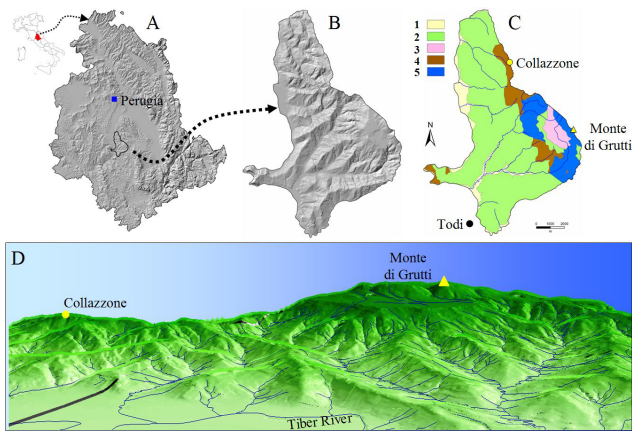 A
B
C
1
2
3
4
5
Collazzone
Perugia
N
Monte
di Grutti
Todi
D
Monte
di Grutti
Collazzone
Tiber River